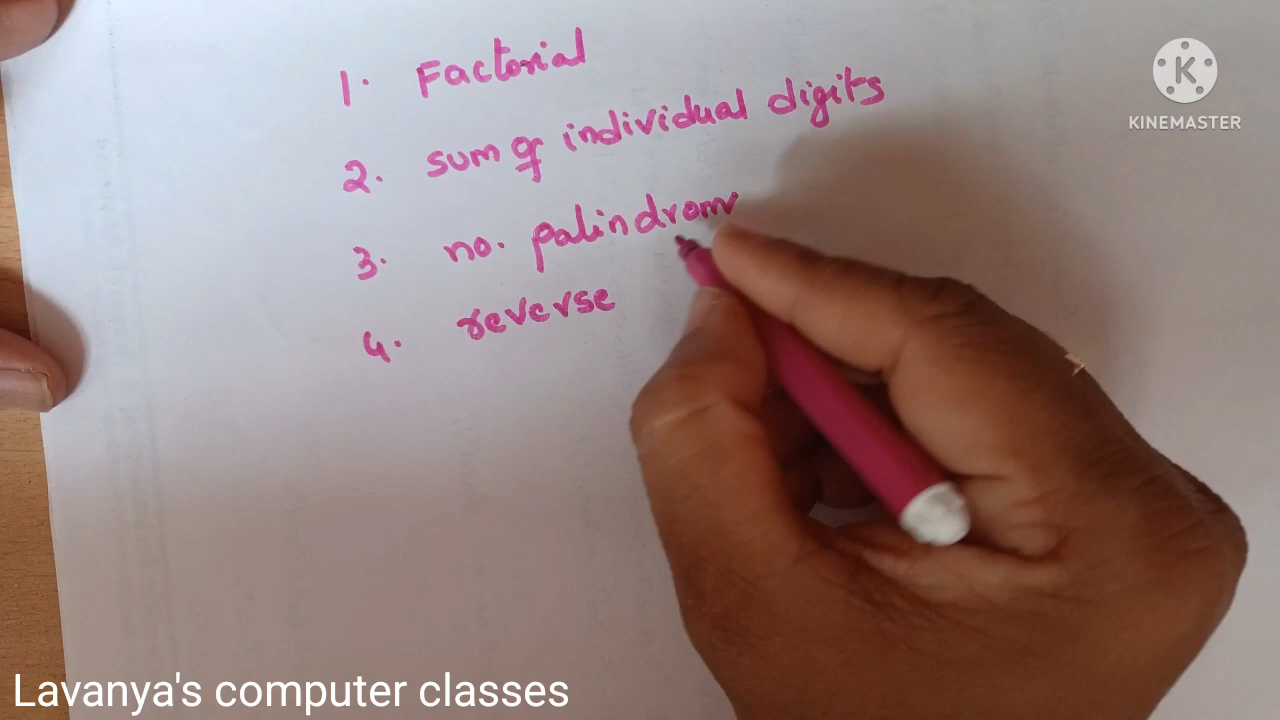 1. Factorial
2. sum of individual digits
3. no. palindrom
4. reverse
KINEMASTER
Lavanya's computer classes